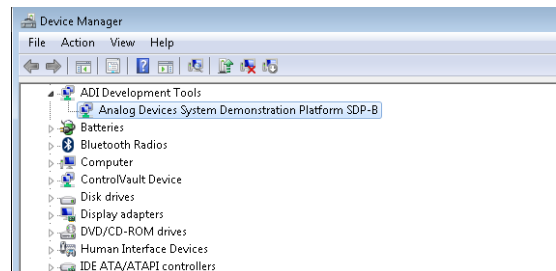 Device Manager
File Action View Help
ADI Development Tools
Analog Devices System Demonstration Platform SDP-B
Batteries
Bluetooth Radios
Computer
ControlVault Device
Disk drives
Display adapters
DVD/CD-ROM drives
Human Interface Devices
IDE ATA/ATAPI controllers